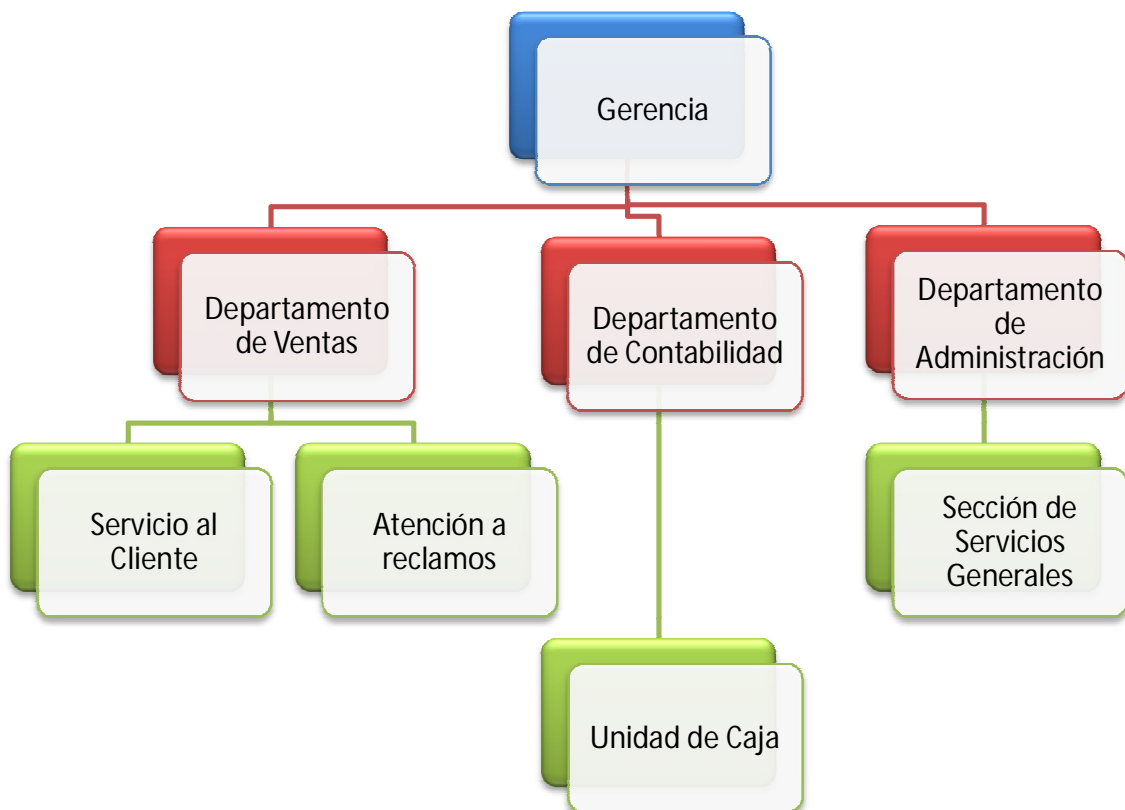 Gerencia
Departamento
de Ventas
Departamento
de Contabilidad
Departamento
de
Administración
Servicio al
Cliente
Atención a
reclamos
Sección de
Servicios
Generales
Unidad de Caja